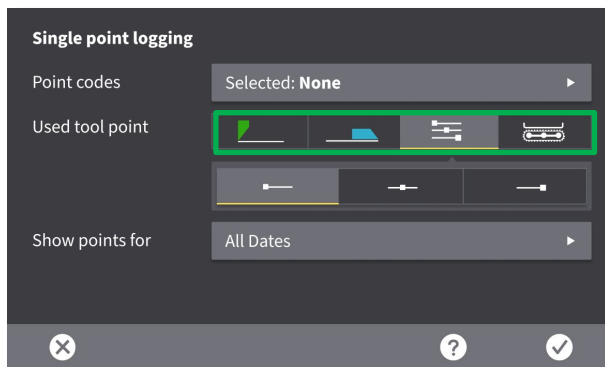 Single point logging
Point codes
Selected: None
Used tool point
Show points for
All Dates
?